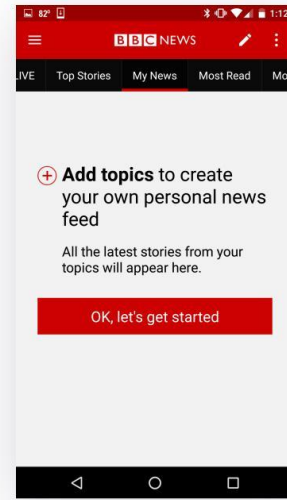 82° 1:12
BBC NEWS
LIVE Top Stories My News Most Read Mo
Add topics to create
your own personal news
feed
All the latest stories from your
topics will appear here.
OK, let's get started